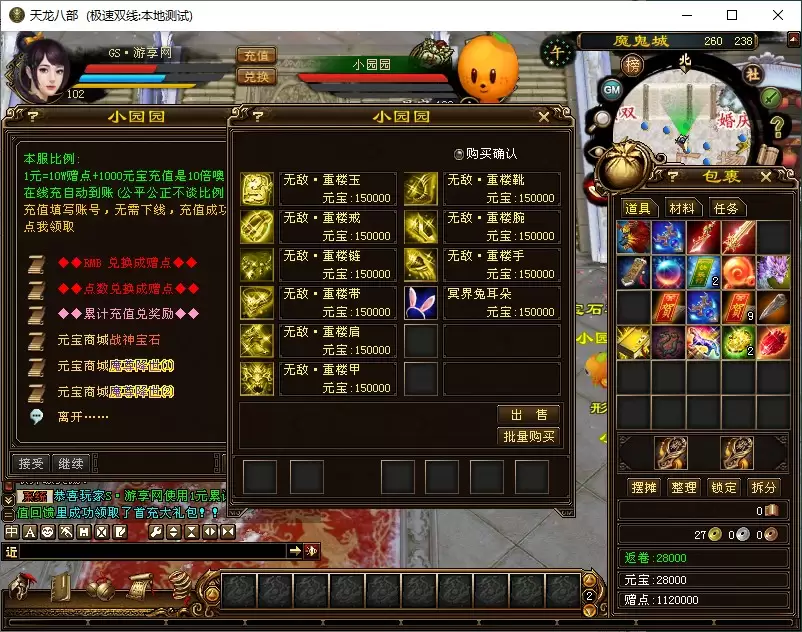 天龙八部 (极速双线:本地测试)
GS·游享网
102
充值
兑换
小园园
午
魔鬼城 260 238
榜
北
社
GM
双
婚庆
?
小园园
本服比例:
1元=10W赠点+1000元宝充值是10倍噢
在线充自动到账(公平公正不谈比例
充值填写账号，无需下线，充值成功
点我领取
◆◆RMB 兑换成赠点◆◆
◆◆点数兑换成赠点◆◆
◆◆累计充值兑奖励◆◆
元宝商城战神宝石
元宝商城魔尊降世(1)
元宝商城魔尊降世(2)
离开……
接受 继续
?
小园园
购买确认
无敌·重楼玉
元宝:150000
无敌·重楼靴
元宝:150000
无敌·重楼戒
元宝:150000
无敌·重楼腕
元宝:150000
无敌·重楼链
元宝:150000
无敌·重楼手
元宝:150000
无敌·重楼带
元宝:150000
冥界兔耳朵
元宝:150000
无敌·重楼肩
元宝:150000
无敌·重楼甲
元宝:150000
出 售
批量购买
?
包裹
道具 材料 任务
2
9
2
摆摊 整理 锁定 拆分
0
27 0 0
返卷:28000
元宝:28000
赠点:1120000
系统 恭喜玩家S·游享网使用1元累计
值回馈里成功领取了首充大礼包！！
中 A
近
2